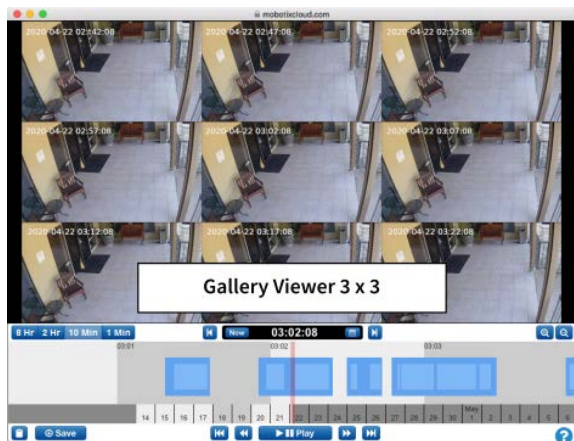 mobotixcloud.com
2020-04-22 02:42:08 2020-04-22 02:47:08 2020-04-22 02:52:08
2020-04-22 02:57:08 2020-04-22 03:02:08 2020-04-22 03:07:08
2020-04-22 03:12:08 2020-04-22 03:17:08 2020-04-22 03:22:08
Gallery Viewer 3 x 3
8 Hr 2 Hr 10 Min 1 Min Now 03:02:08
03:01 03:02 03:03
May
14 15 16 17 18 19 20 21 22 23 24 25 26 27 28 29 30 1 2 3 4 5 6
Save Play ?